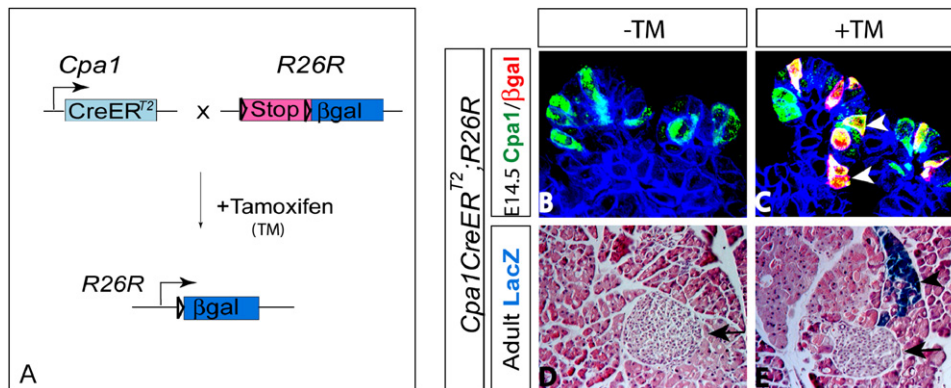 Cpa1
R26R
CreER^T2
x
Stop
βgal
+Tamoxifen
(TM)
R26R
βgal
A
-TM
+TM
Cpa1CreER^T2;R26R
E14.5 Cpa1/βgal
B
C
Adult LacZ
D
E